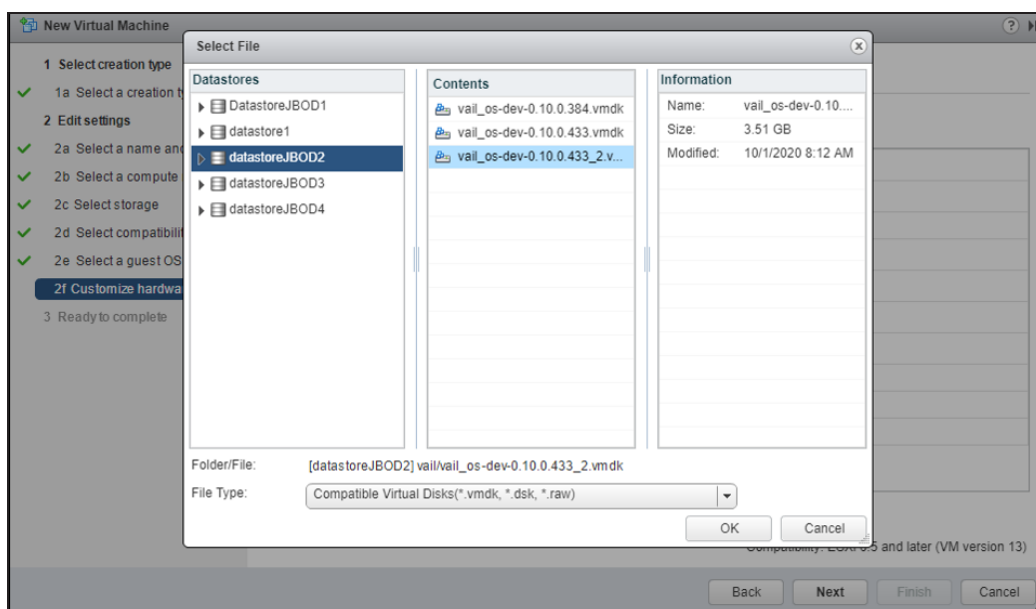 New Virtual Machine
?
Select File
1 Select creation type
1a Select a creation
2 Edit settings
2a Select a name and
2b Select a compute
2c Select storage
2d Select compatibilit
2e Select a guest OS
2f Customize hardwa
3 Ready to complete
Datastores
DatastoreJBOD1
datastore1
datastoreJBOD2
datastoreJBOD3
datastoreJBOD4
Contents
vail_os-dev-0.10.0.384.vmdk
vail_os-dev-0.10.0.433.vmdk
vail_os-dev-0.10.0.433_2.v...
Information
Name: vail_os-dev-0.10....
Size: 3.51 GB
Modified: 10/1/2020 8:12 AM
Folder/File: [datastoreJBOD2] vail/vail_os-dev-0.10.0.433_2.vmdk
File Type: Compatible Virtual Disks(*.vmdk, *.dsk, *.raw)
OK Cancel
Compatibility: ESXi 6.5 and later (VM version 13)
Back Next Finish Cancel